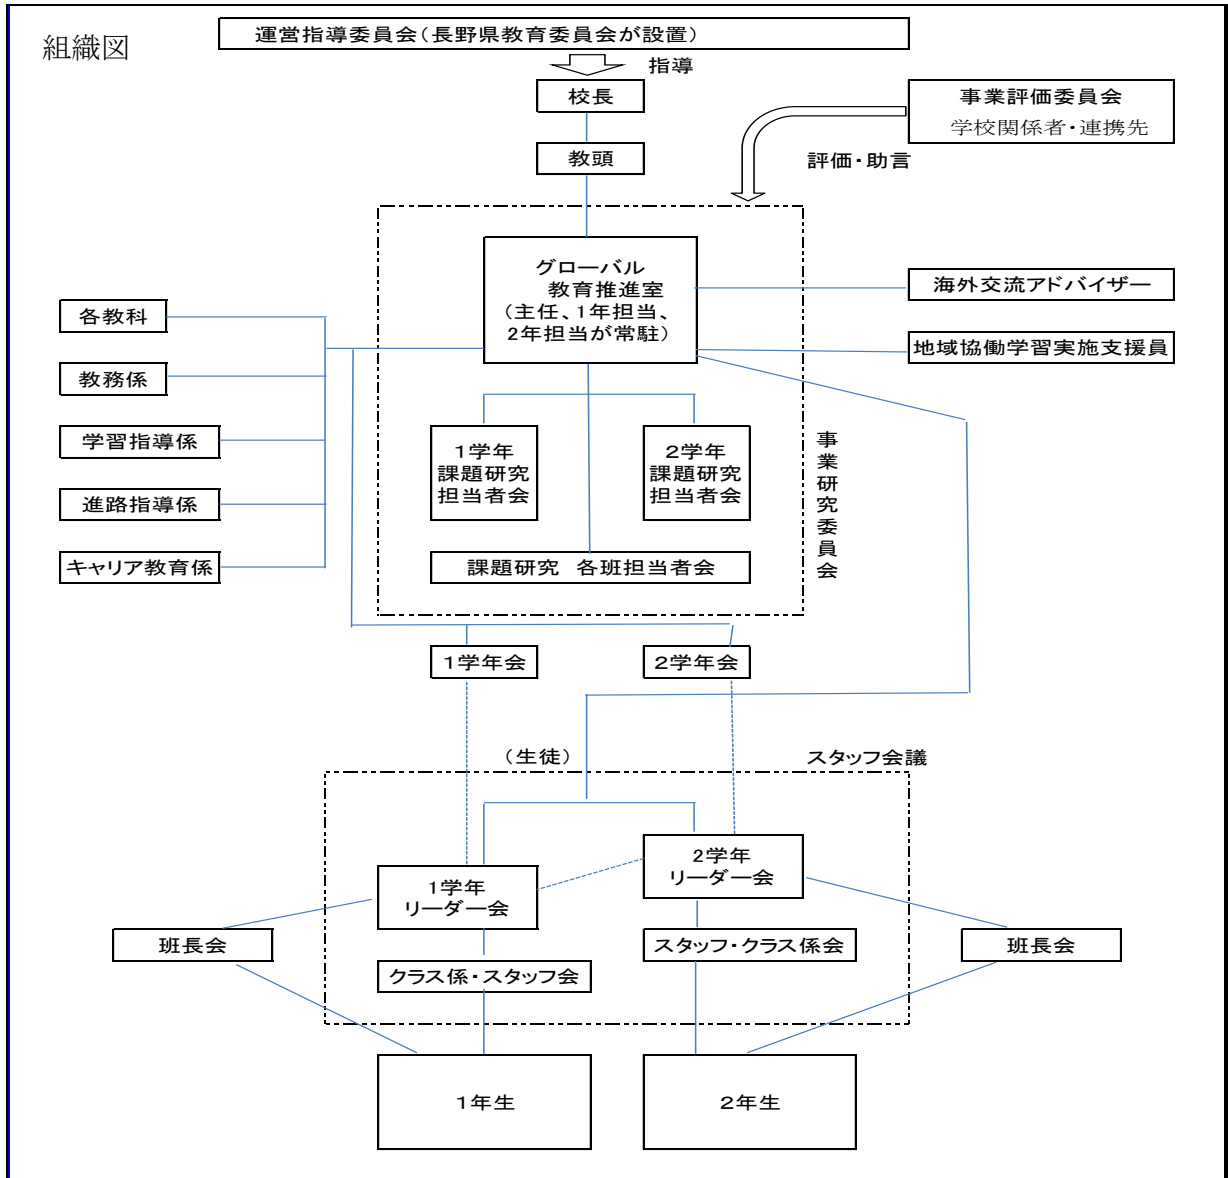 組織図
運営指導委員会（長野県教育委員会が設置）
指導
校長
事業評価委員会
学校関係者・連携先
教頭
評価・助言
グローバル
教育推進室
（主任、1年担当、
2年担当が常駐）
海外交流アドバイザー
地域協働学習実施支援員
各教科
教務係
学習指導係
進路指導係
キャリア教育係
1学年
課題研究
担当者会
2学年
課題研究
担当者会
事業研究委員会
課題研究　各班担当者会
1学年会
2学年会
（生徒）
スタッフ会議
2学年
リーダー会
1学年
リーダー会
班長会
スタッフ・クラス係会
班長会
クラス係・スタッフ会
1年生
2年生